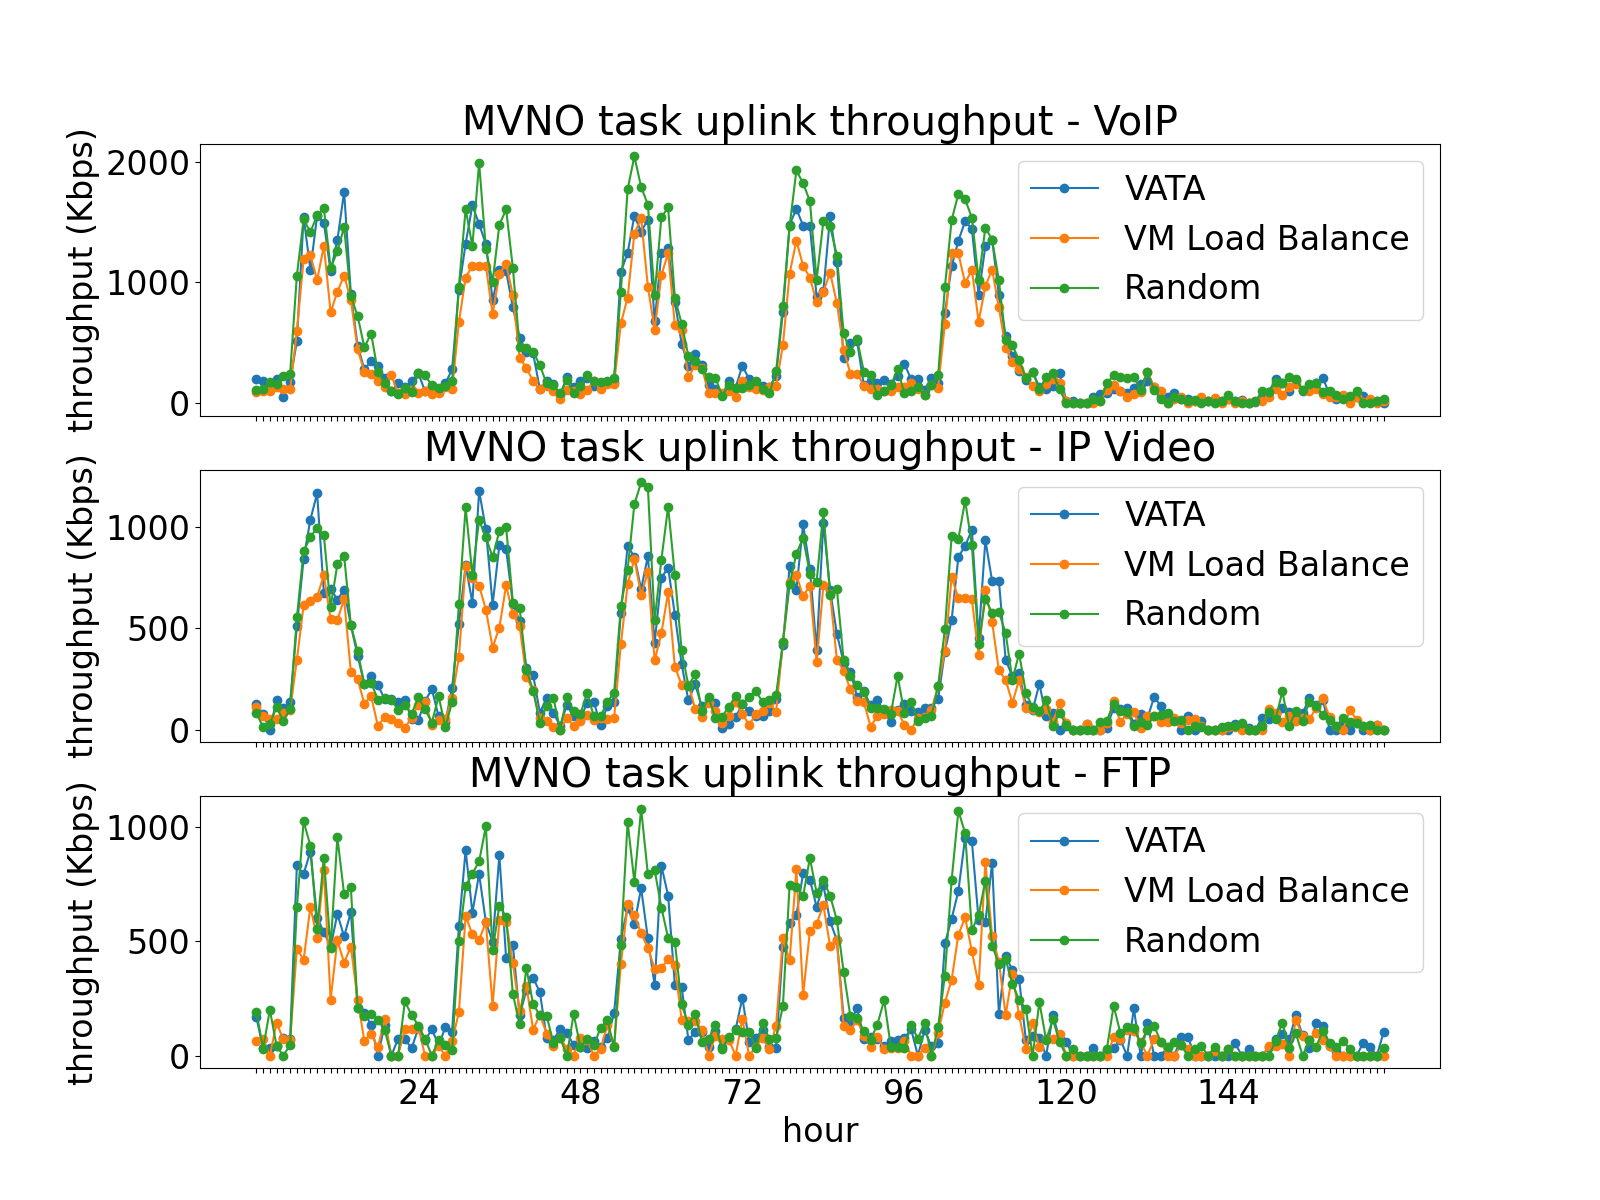 MVNO task uplink throughput - VoIP
throughput (Kbps)
2000
1000
0
VATA
VM Load Balance
Random
MVNO task uplink throughput - IP Video
throughput (Kbps)
1000
500
0
VATA
VM Load Balance
Random
MVNO task uplink throughput - FTP
throughput (Kbps)
1000
500
0
VATA
VM Load Balance
Random
24 48 72 96 120 144
hour